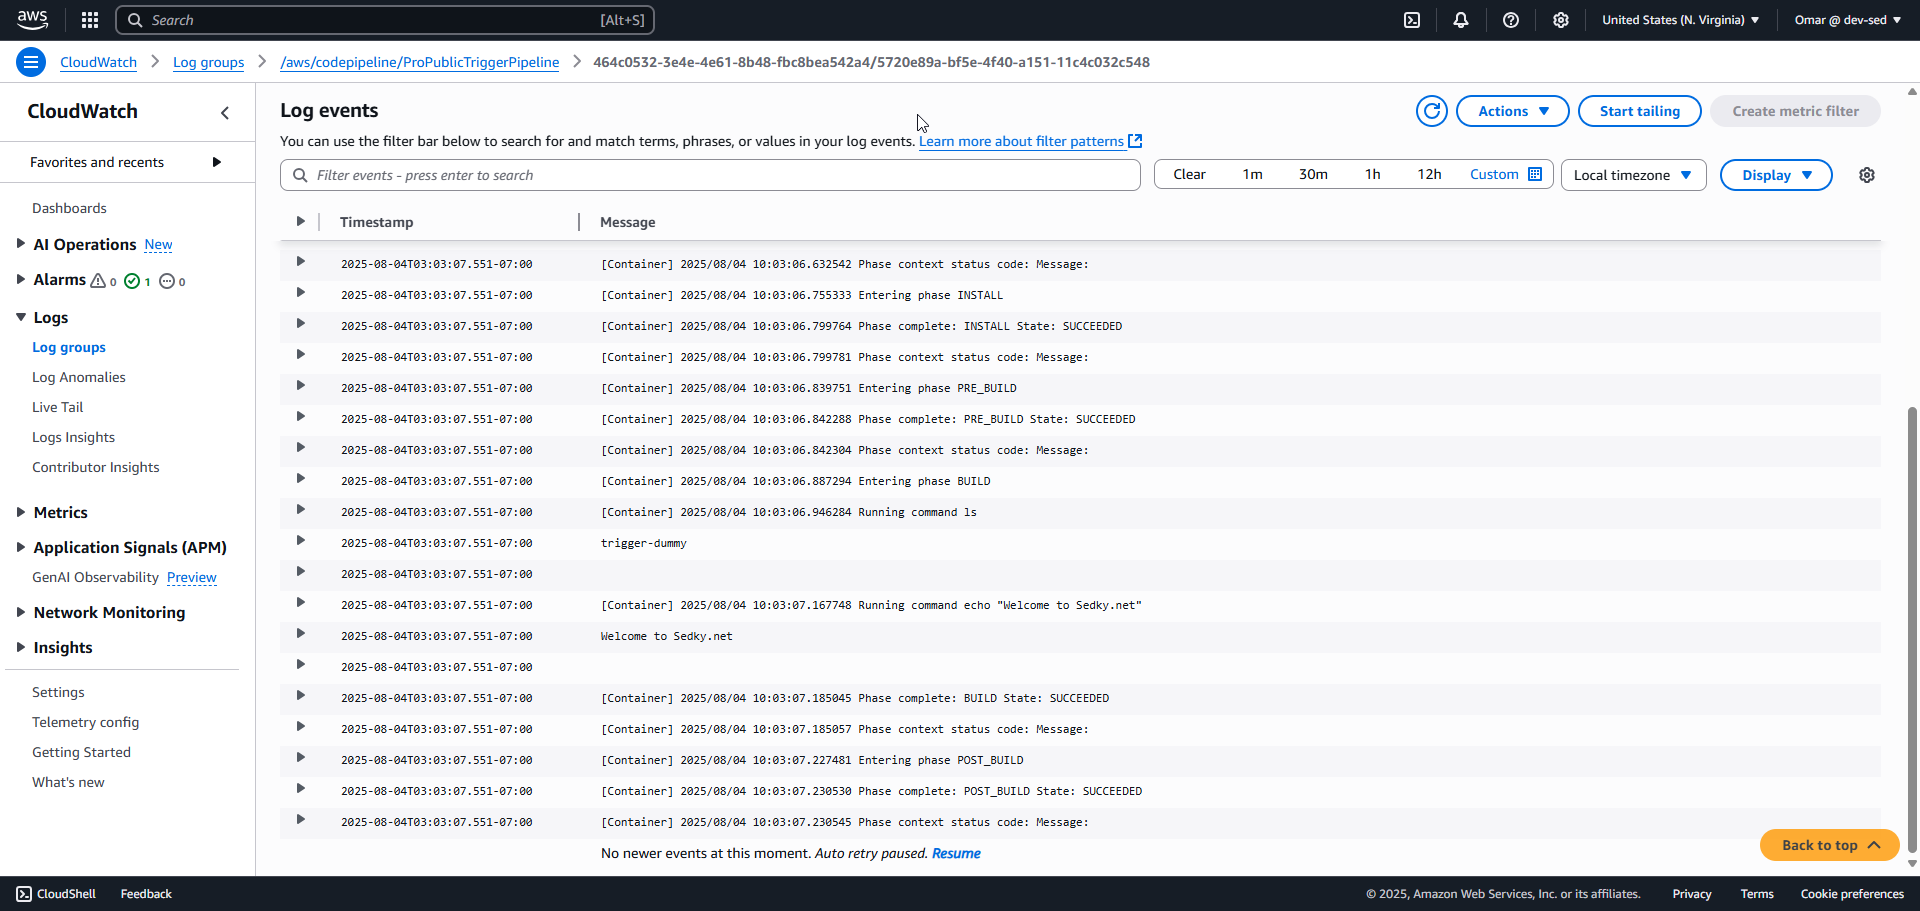 aws
Search [Alt+S]
United States (N. Virginia)
Omar @ dev-sed
CloudWatch
Log groups
/aws/codepipeline/ProPublicTriggerPipeline
464c0532-3e4e-4e61-8b48-fbc8bea542a4/5720e89a-bf5e-4f40-a151-11c4c032c548
CloudWatch
Favorites and recents
Dashboards
AI Operations New
Alarms 0 1 0
Logs
Log groups
Log Anomalies
Live Tail
Logs Insights
Contributor Insights
Metrics
Application Signals (APM)
GenAI Observability Preview
Network Monitoring
Insights
Settings
Telemetry config
Getting Started
What's new
Log events
Actions
Start tailing
Create metric filter
You can use the filter bar below to search for and match terms, phrases, or values in your log events. Learn more about filter patterns
Filter events - press enter to search
Clear 1m 30m 1h 12h Custom
Local timezone
Display
Timestamp Message
2025-08-04T03:03:07.551-07:00 [Container] 2025/08/04 10:03:06.632542 Phase context status code: Message:
2025-08-04T03:03:07.551-07:00 [Container] 2025/08/04 10:03:06.755333 Entering phase INSTALL
2025-08-04T03:03:07.551-07:00 [Container] 2025/08/04 10:03:06.799764 Phase complete: INSTALL State: SUCCEEDED
2025-08-04T03:03:07.551-07:00 [Container] 2025/08/04 10:03:06.799781 Phase context status code: Message:
2025-08-04T03:03:07.551-07:00 [Container] 2025/08/04 10:03:06.839751 Entering phase PRE_BUILD
2025-08-04T03:03:07.551-07:00 [Container] 2025/08/04 10:03:06.842288 Phase complete: PRE_BUILD State: SUCCEEDED
2025-08-04T03:03:07.551-07:00 [Container] 2025/08/04 10:03:06.842304 Phase context status code: Message:
2025-08-04T03:03:07.551-07:00 [Container] 2025/08/04 10:03:06.887294 Entering phase BUILD
2025-08-04T03:03:07.551-07:00 [Container] 2025/08/04 10:03:06.946284 Running command ls
2025-08-04T03:03:07.551-07:00 trigger-dummy
2025-08-04T03:03:07.551-07:00
2025-08-04T03:03:07.551-07:00 [Container] 2025/08/04 10:03:07.167748 Running command echo "Welcome to Sedky.net"
2025-08-04T03:03:07.551-07:00 Welcome to Sedky.net
2025-08-04T03:03:07.551-07:00
2025-08-04T03:03:07.551-07:00 [Container] 2025/08/04 10:03:07.185045 Phase complete: BUILD State: SUCCEEDED
2025-08-04T03:03:07.551-07:00 [Container] 2025/08/04 10:03:07.185057 Phase context status code: Message:
2025-08-04T03:03:07.551-07:00 [Container] 2025/08/04 10:03:07.227481 Entering phase POST_BUILD
2025-08-04T03:03:07.551-07:00 [Container] 2025/08/04 10:03:07.230530 Phase complete: POST_BUILD State: SUCCEEDED
2025-08-04T03:03:07.551-07:00 [Container] 2025/08/04 10:03:07.230545 Phase context status code: Message:
No newer events at this moment. Auto retry paused. Resume
Back to top
CloudShell
Feedback
© 2025, Amazon Web Services, Inc. or its affiliates.
Privacy
Terms
Cookie preferences